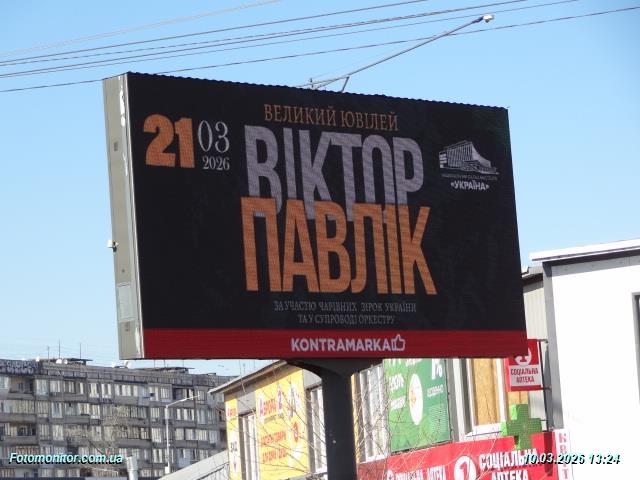 ВЕЛИКИЙ ЮВІЛЕЙ
21 03
2026
ВІКТОР
ПАВЛІК
«УКРАЇНА»
ЗА УЧАСТЮ ЧАРІВНИХ ЗІРОК УКРАЇНИ
ТА У СУПРОВОДІ ОРКЕСТРУ
KONTRAMARKA
СОЦІАЛЬНА
АПТЕКА
СОЦІАЛЬНА
АПТЕКА
Fotomonitor.com.ua
10.03.2026 13:24